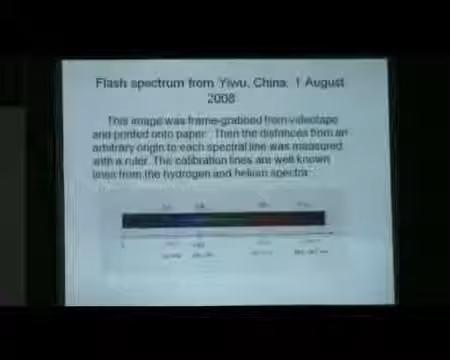 Flash spectrum from Yiwu, China: 1 August
2008
This image was frame-grabbed from videotape
and printed onto paper. Then the distances from an
arbitrary origin to each spectral line was measured
with a ruler. The calibration lines are well known
lines from the hydrogen and helium spectra